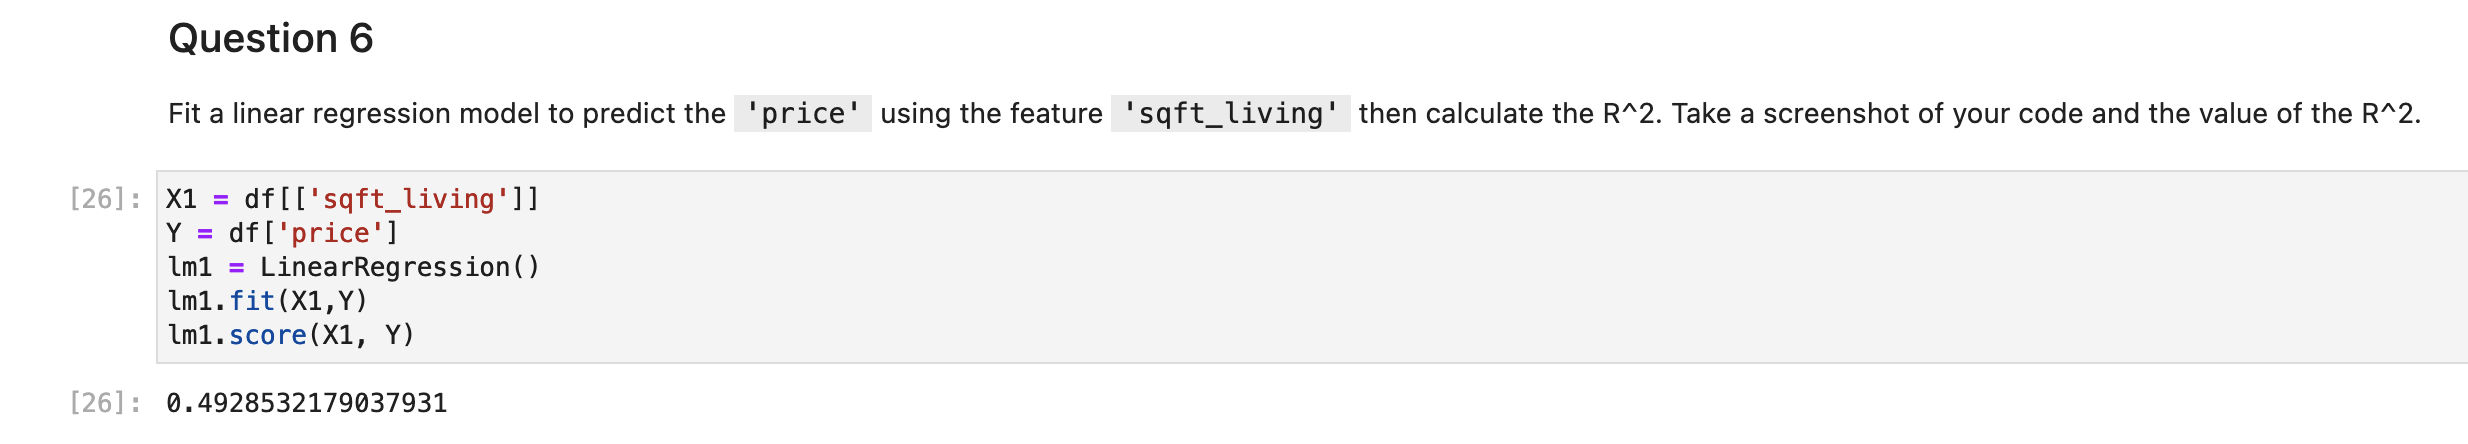 Question 6
Fit a linear regression model to predict the 'price' using the feature 'sqft_living' then calculate the R^2. Take a screenshot of your code and the value of the R^2.
[26]: X1 = df[['sqft_living']]
Y = df['price']
lm1 = LinearRegression()
lm1.fit(X1,Y)
lm1.score(X1, Y)
[26]: 0.4928532179037931